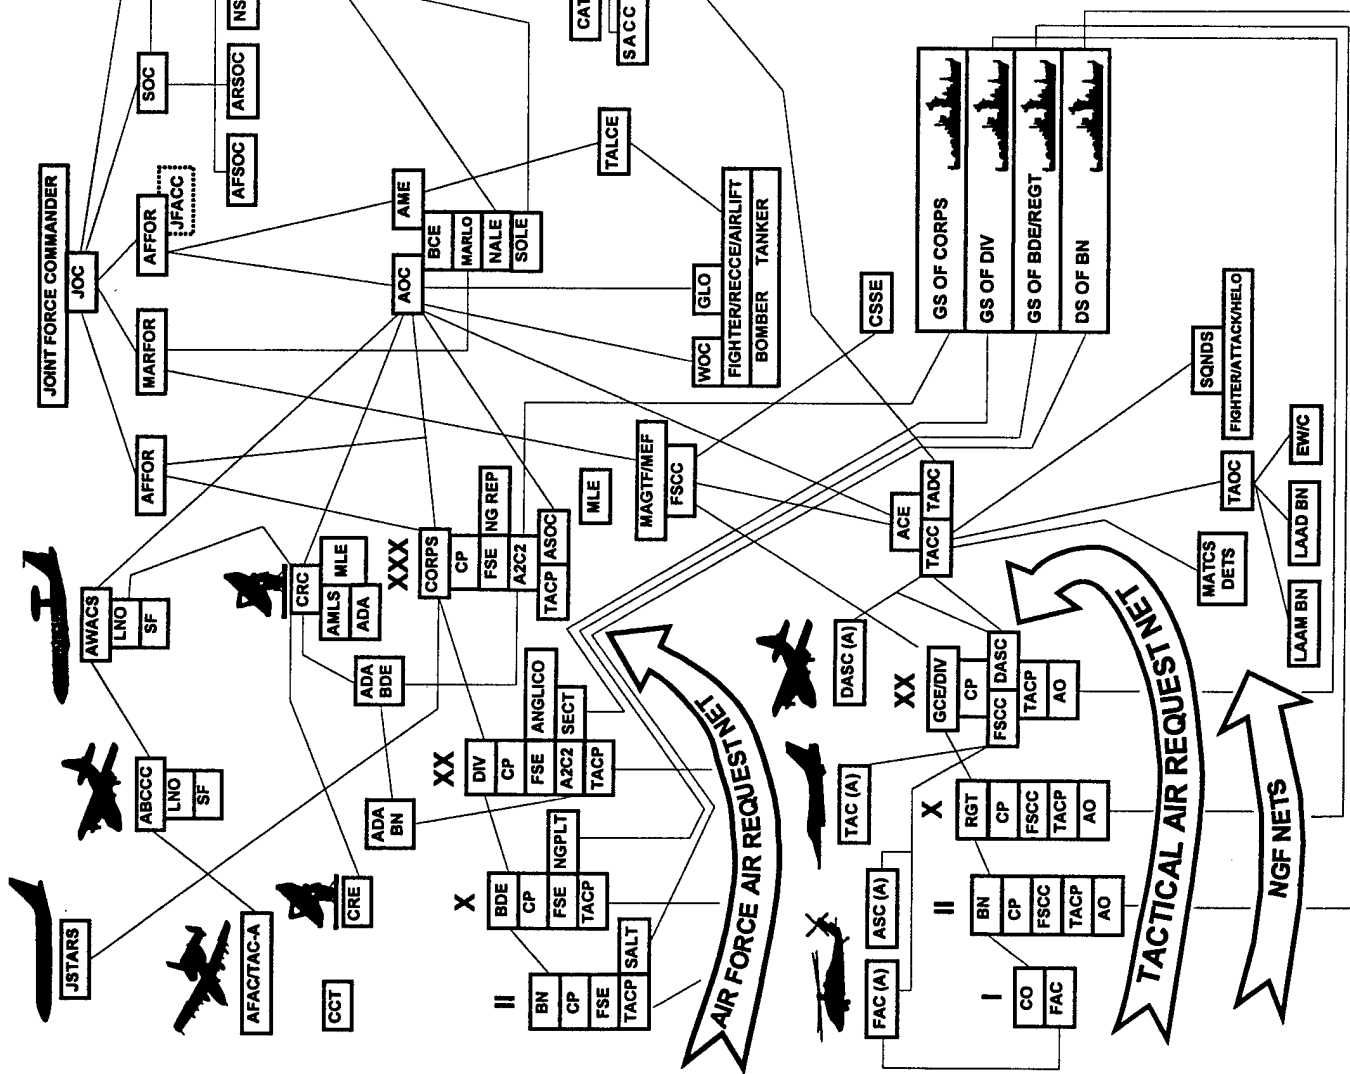 JOINT FORCE COMMANDER
JOC
AFFOR
MARFOR
AFFOR
JFACC
SOC
AFSOC
ARSOC
NS
JSTARS
AWACS
LNO
SF
ABCCC
LNO
SF
AFAC/TAC-A
CCT
CRE
CRC
AMLS
MLE
ADA
ADA
BDE
ADA
BN
AOC
AME
BCE
MARLO
NALE
SOLE
TALCE
CAT
SACC
WOC
GLO
FIGHTER/RECCE/AIRLIFT
BOMBER TANKER
XXX
CORPS
CP
FSE
NG REP
A2C2
TACP
ASOC
MLE
XX
DIV
CP
FSE
ANGLICO
A2C2
SECT
TACP
X
BDE
CP
FSE
NGPLT
TACP
II
BN
CP
FSE
TACP
SALT
AIR FORCE AIR REQUEST NET
MAGTF/MEF
FSCC
CSSE
ACE
TACC
TADC
GS OF CORPS
GS OF DIV
GS OF BDE/REGT
DS OF BN
FAC (A)
ASC (A)
TAC (A)
DASC (A)
XX
GCE/DIV
CP
FSCC
DASC
TACP
AO
X
RGT
CP
FSCC
TACP
AO
II
BN
CP
FSCC
TACP
AO
I
CO
FAC
TACTICAL AIR REQUEST NET
SQNDS
FIGHTER/ATTACK/HELO
TAOC
MATCS
DETS
LAAM BN
LAAD BN
EW/C
NGF NETS